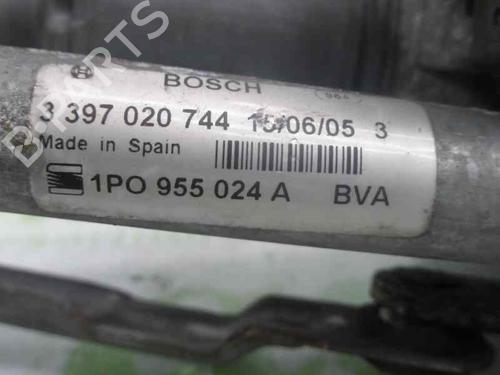 BOSCH
3 397 020 744 15/06/05 3
Made in Spain
1PO 955 024 A BVA